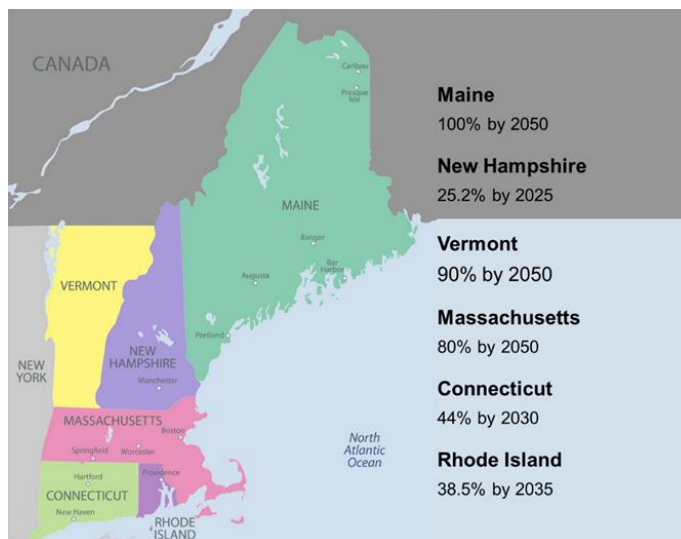 CANADA
Caribou
Presque
Isle
MAINE
Bangor
Bar
Harbor
Augusta
VERMONT
Portland
NEW
YORK
NEW
HAMPSHIRE
Manchester
MASSACHUSETTS
Boston
Springfield
Worcester
Hartford
Providence
CONNECTICUT
New Haven
RHODE
ISLAND
North
Atlantic
Ocean
Maine
100% by 2050
New Hampshire
25.2% by 2025
Vermont
90% by 2050
Massachusetts
80% by 2050
Connecticut
44% by 2030
Rhode Island
38.5% by 2035